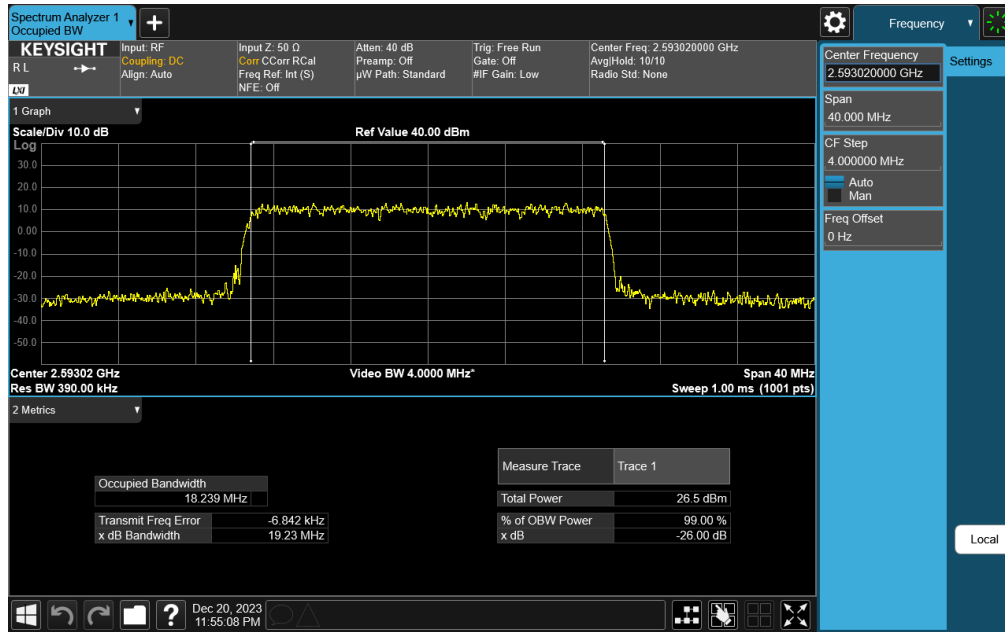 Spectrum Analyzer 1
Occupied BW
Frequency
KEYSIGHT
R L
LXI
Input: RF
Coupling: DC
Align: Auto
Input Z: 50 Ω
Corr CCorr RCal
Freq Ref: Int (S)
NFE: Off
Atten: 40 dB
Preamp: Off
µW Path: Standard
Trig: Free Run
Gate: Off
#IF Gain: Low
Center Freq: 2.593020000 GHz
Avg|Hold: 10/10
Radio Std: None
Center Frequency
2.593020000 GHz
Settings
Span
40.000 MHz
CF Step
4.000000 MHz
Auto
Man
Freq Offset
0 Hz
Local
1 Graph
Scale/Div 10.0 dB
Ref Value 40.00 dBm
Log
30.0
20.0
10.0
0.00
-10.0
-20.0
-30.0
-40.0
-50.0
Center 2.59302 GHz
Video BW 4.0000 MHz*
Span 40 MHz
Res BW 390.00 kHz
Sweep 1.00 ms (1001 pts)
2 Metrics
Measure Trace Trace 1
Occupied Bandwidth
18.239 MHz
Total Power 26.5 dBm
Transmit Freq Error -6.842 kHz
% of OBW Power 99.00 %
x dB Bandwidth 19.23 MHz
x dB -26.00 dB
?
Dec 20, 2023
11:55:08 PM